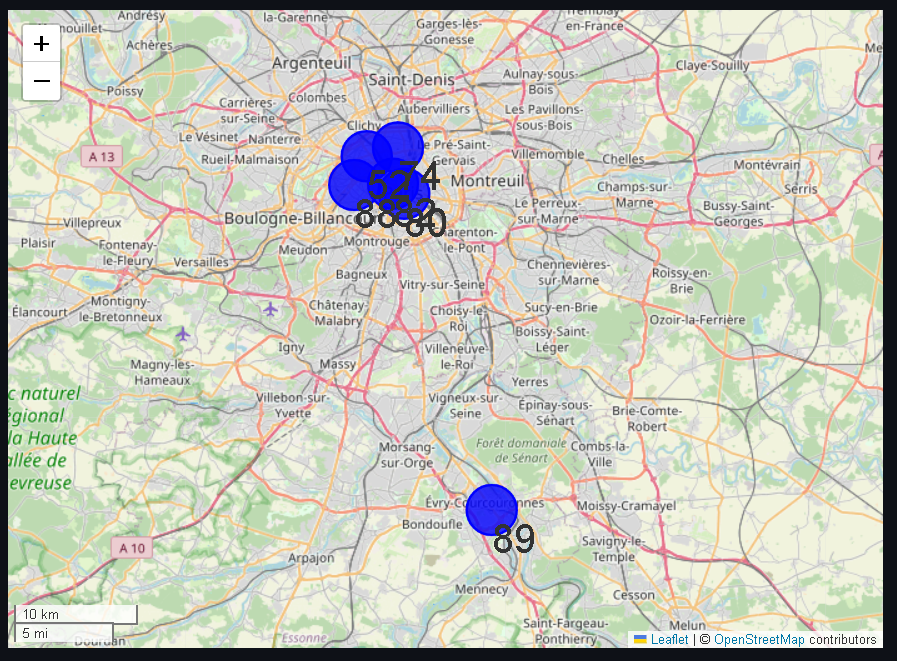 Andrésy
la-Garenne
Garges-lès-
Gonesse
Tremblay-
en-France
+
Achères
Argenteuil
Saint-Denis
Aulnay-sous-
Bois
Claye-Souilly
−
Poissy
Carrières-
sur-Seine
Colombes
Aubervilliers
Les Pavillons-
sous-Bois
Le Vésinet
Nanterre
Clichy
Le Pré-Saint-
Gervais
A 13
Rueil-Malmaison
Villemomble
Chelles
Montévrain
Serris
52
74
Montreuil
Champs-sur-
Marne
Villepreux
Boulogne-Billanc
88
90
Le Perreux-
sur-Marne
Bussy-Saint-
Georges
Plaisir
Fontenay-
le-Fleury
Versailles
Meudon
Montrouge
Charenton-
le-Pont
Bagneux
Vitry-sur-Seine
Chennevières-
sur-Marne
Roissy-en-
Brie
Élancourt
Montigny-
le-Bretonneux
Châtenay-
Malabry
Choisy-le-
Roi
Sucy-en-Brie
Boissy-Saint-
Léger
Ozoir-la-Ferrière
Igny
Massy
Villeneuve-
le-Roi
Magny-les-
Hameaux
Yerres
c naturel
égional
la Haute
allée de
evreuse
Villebon-sur-
Yvette
Vigneux-sur-
Seine
Épinay-sous-
Sénart
Brie-Comte-
Robert
Morsang-
sur-Orge
Forêt domaniale
de Sénart
Combs-la-
Ville
Évry-Courcouronnes
Moissy-Cramayel
Bondoufle
89
A 10
Arpajon
Savigny-le-
Temple
Mennecy
Cesson
10 km
5 mi
Dourdan
Essonne
Saint-Fargeau-
Ponthierry
Melun
Leaflet | © OpenStreetMap contributors